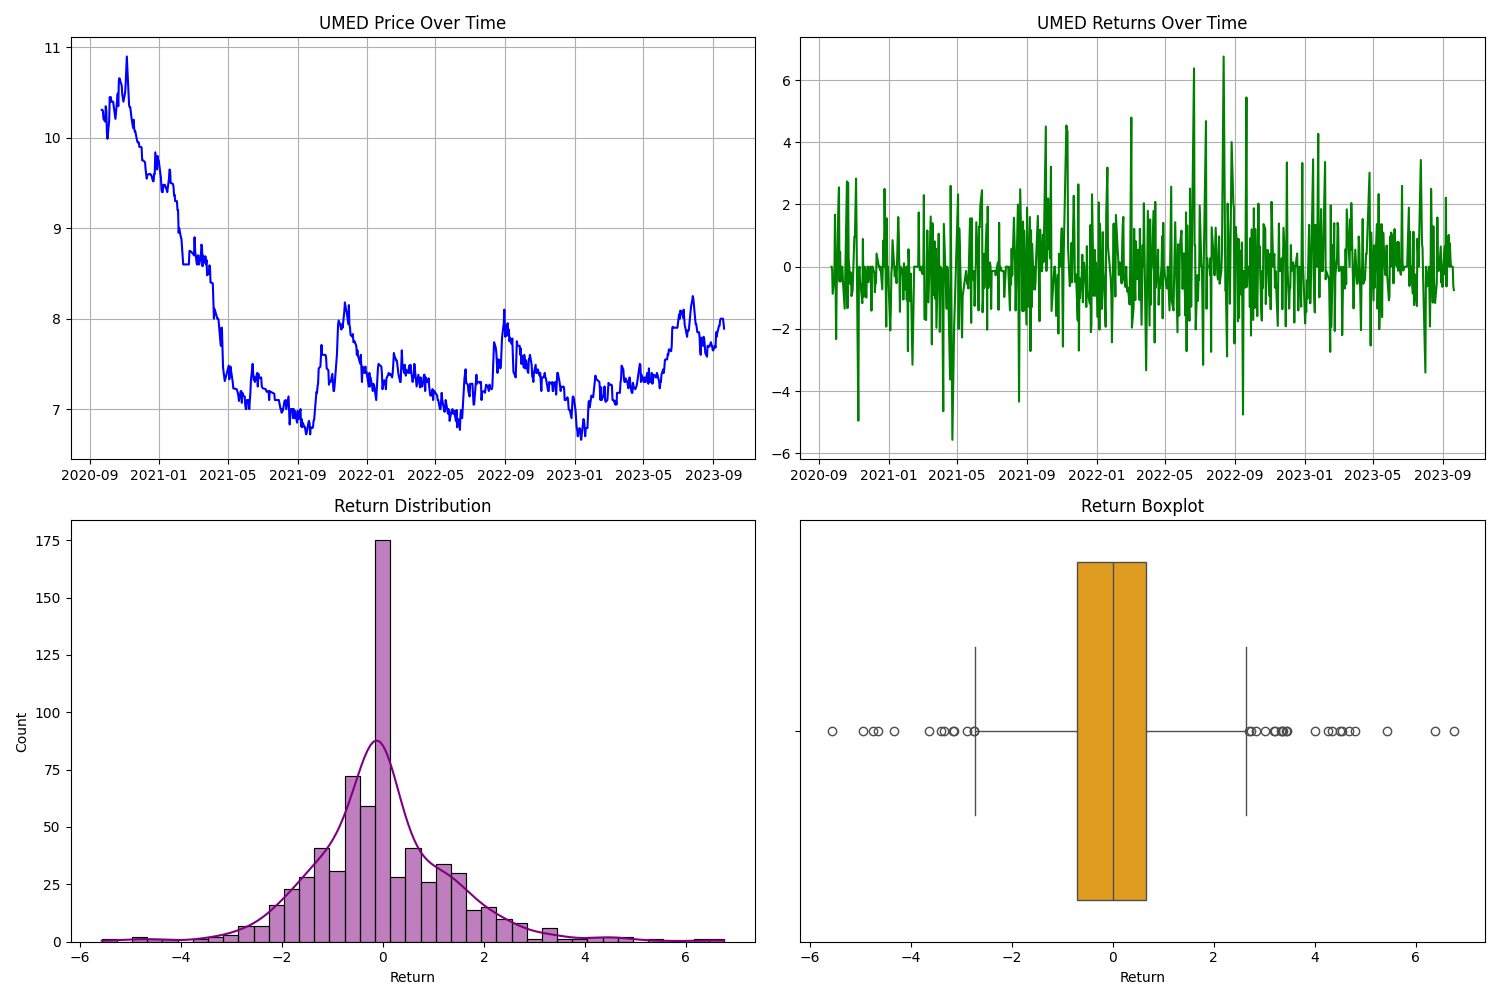 UMED Price Over Time
11
10
9
8
7
2020-09 2021-01 2021-05 2021-09 2022-01 2022-05 2022-09 2023-01 2023-05 2023-09
UMED Returns Over Time
6
4
2
0
−2
−4
−6
2020-09 2021-01 2021-05 2021-09 2022-01 2022-05 2022-09 2023-01 2023-05 2023-09
Return Distribution
Count
175
150
125
100
75
50
25
0
−6 −4 −2 0 2 4 6
Return
Return Boxplot
−6 −4 −2 0 2 4 6
Return